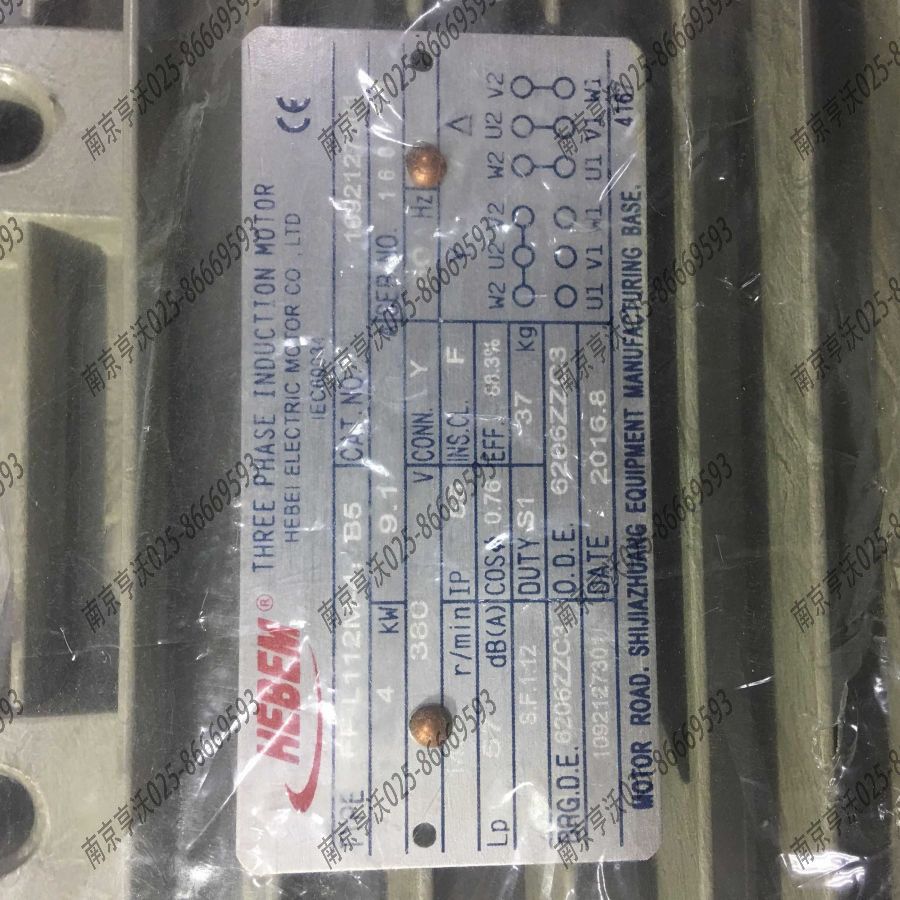 HEBEM ®
THREE PHASE INDUCTION MOTOR
HEBEI ELECTRIC MOTOR CO.,LTD
CE
B5 CAT.NO.
4 KW 9.1
380 V CONN. Y Hz
r/min IP INS.CL. F Δ
Lp 57 dB(A) COSφ 0.76 EFF. 88.3%
S.F.1.12 DUTY S1 37 Kg
BRG.D.E. 6206ZZC3 O.D.E. 6206ZZC3
1092127301 DATE 2016.8
W2 U2 V2 W2 U2 V2
U1 V1 W1 U1 V1 W1
MOTOR ROAD. SHIJIAZHUANG EQUIPMENT MANUFACTURING BASE.
南京亨沃025-86669593